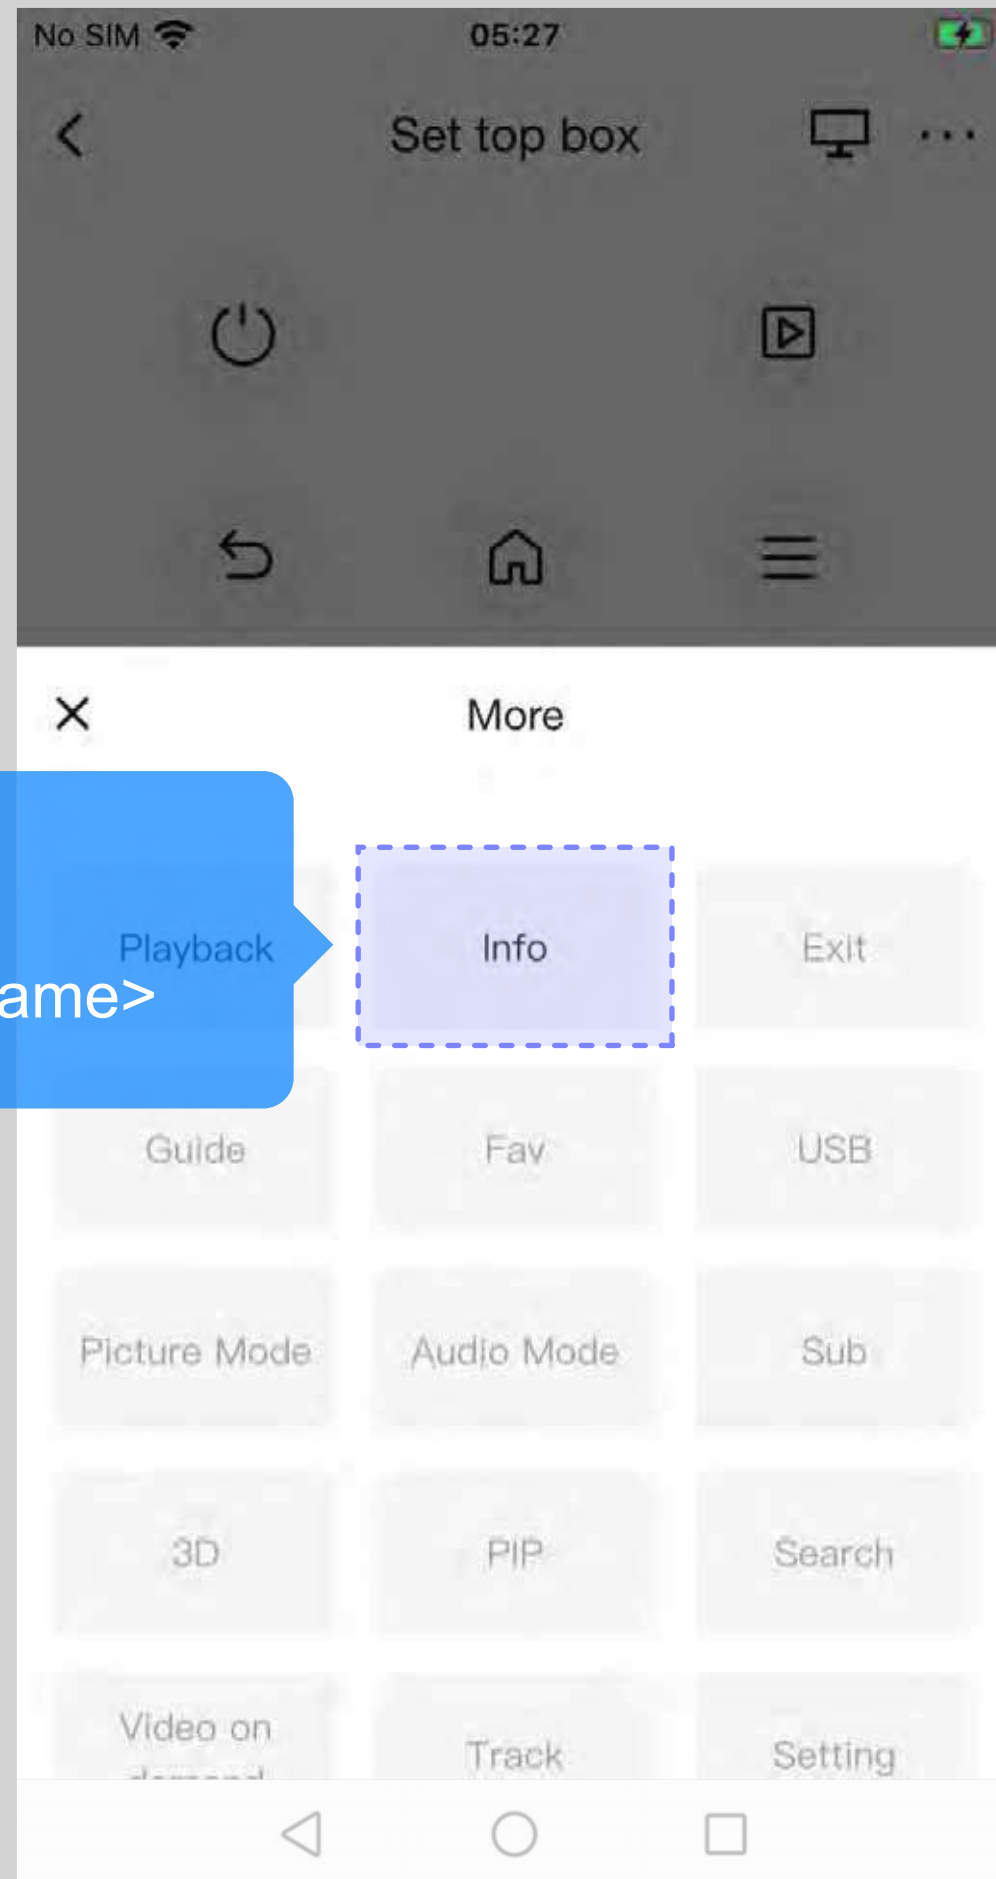 No SIM
05:27
Set top box
More
Playback
Info
Exit
ame>
Guide
Fav
USB
Picture Mode
Audio Mode
Sub
3D
PIP
Search
Video on
demand
Track
Setting